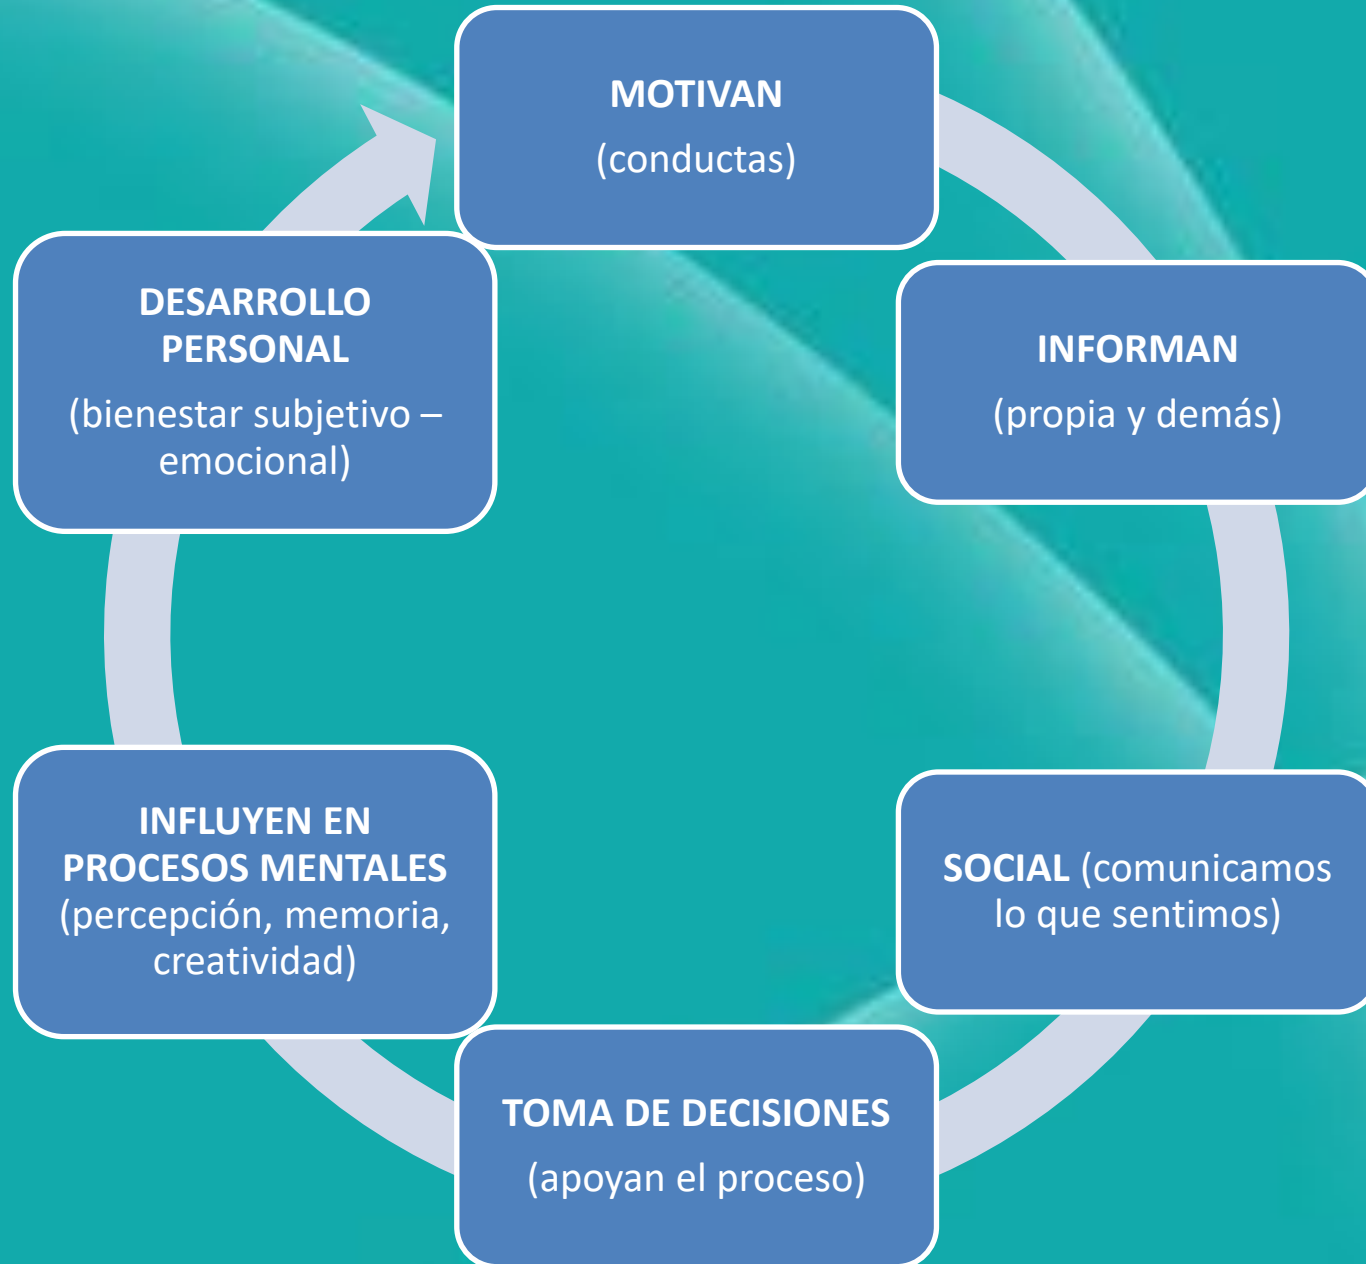 MOTIVAN
(conductas)
INFORMAN
(propia y demás)
SOCIAL (comunicamos
lo que sentimos)
TOMA DE DECISIONES
(apoyan el proceso)
INFLUYEN EN
PROCESOS MENTALES
(percepción, memoria,
creatividad)
DESARROLLO
PERSONAL
(bienestar subjetivo –
emocional)